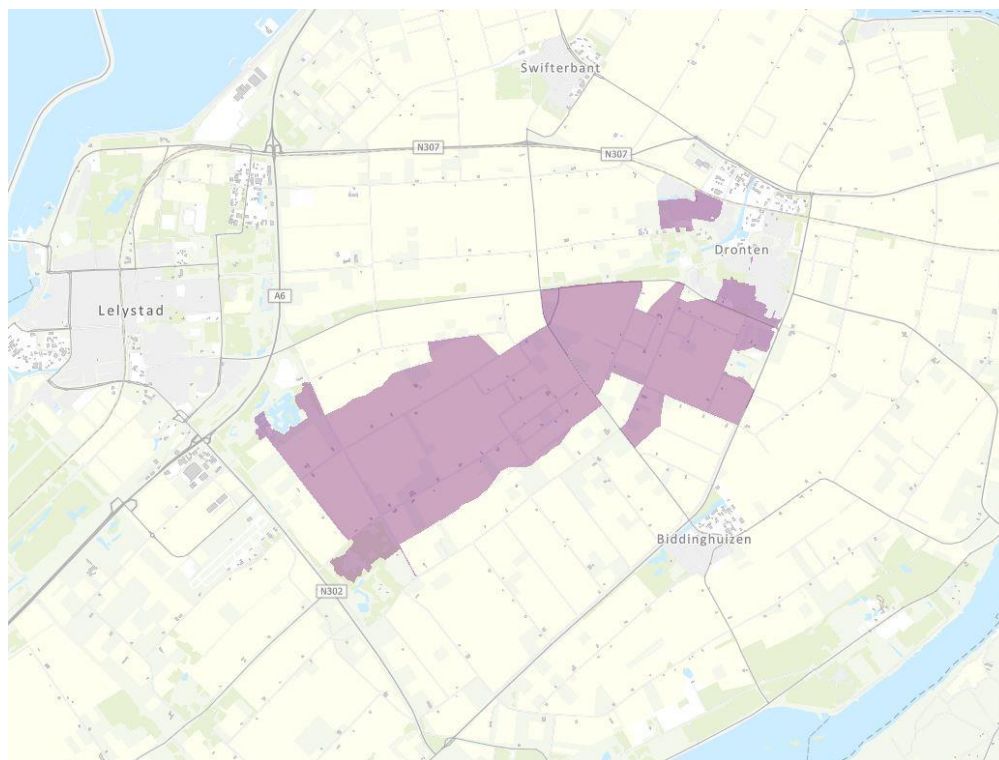 Swifterbant
N307
N307
Dronten
A6
Lelystad
Biddinghuizen
N302